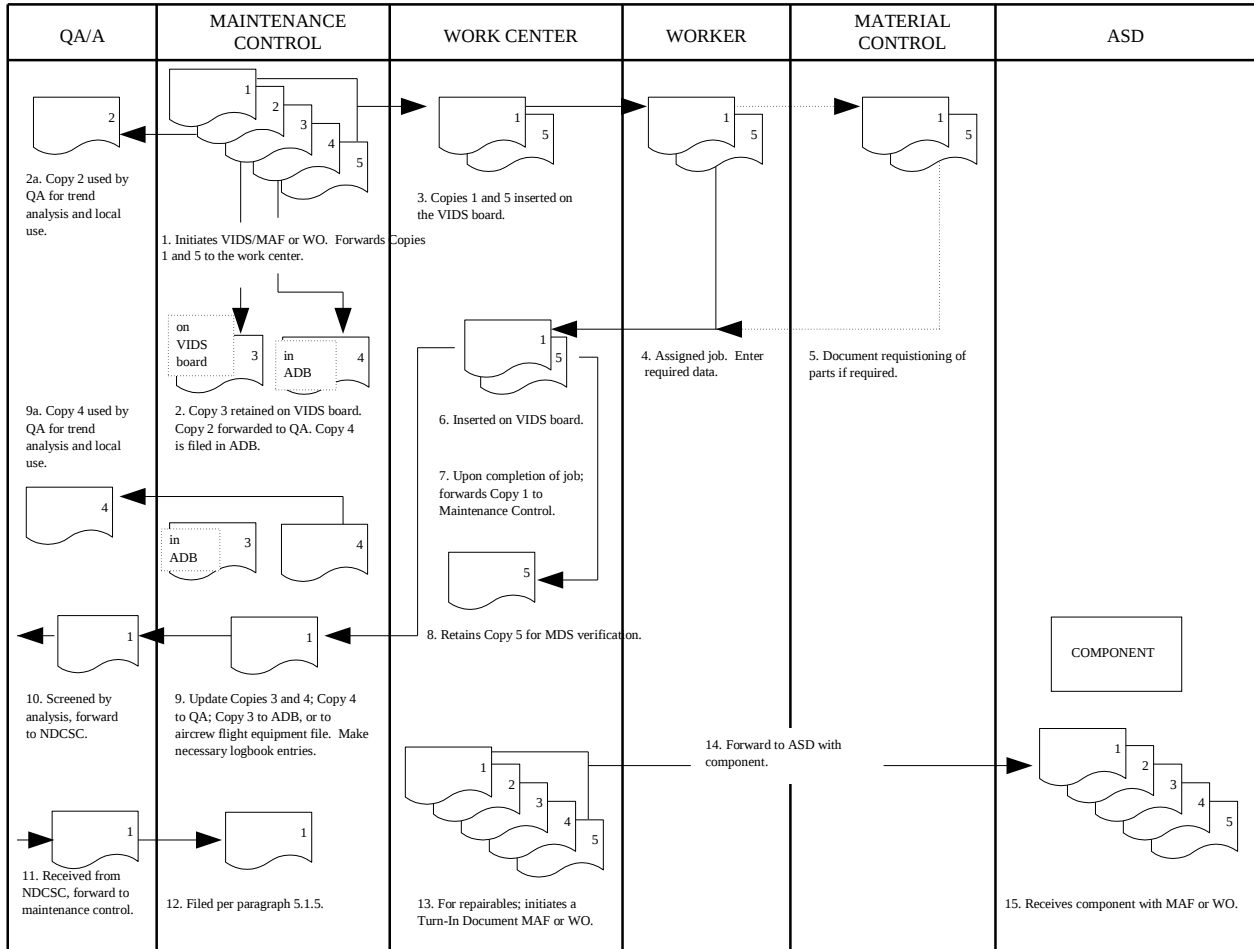 QA/A
MAINTENANCE
CONTROL
WORK CENTER
WORKER
MATERIAL
CONTROL
ASD
2
1
2
3
4
5
1
5
1
5
1
5
2a. Copy 2 used by
QA for trend
analysis and local
use.
1. Initiates VIDS/MAF or WO. Forwards Copies
1 and 5 to the work center.
3. Copies 1 and 5 inserted on
the VIDS board.
on
VIDS
board
3
in
ADB
4
1
5
4. Assigned job. Enter
required data.
5. Document requistioning of
parts if required.
2. Copy 3 retained on VIDS board.
Copy 2 forwarded to QA. Copy 4
is filed in ADB.
6. Inserted on VIDS board.
9a. Copy 4 used by
QA for trend
analysis and local
use.
7. Upon completion of job;
forwards Copy 1 to
Maintenance Control.
4
in
ADB
3
4
5
8. Retains Copy 5 for MDS verification.
1
1
COMPONENT
10. Screened by
analysis, forward
to NDCSC.
9. Update Copies 3 and 4; Copy 4
to QA; Copy 3 to ADB, or to
aircrew flight equipment file. Make
necessary logbook entries.
1
2
3
4
5
14. Forward to ASD with
component.
1
2
3
4
5
1
1
11. Received from
NDCSC, forward to
maintenance control.
12. Filed per paragraph 5.1.5.
13. For repairables; initiates a
Turn-In Document MAF or WO.
15. Receives component with MAF or WO.